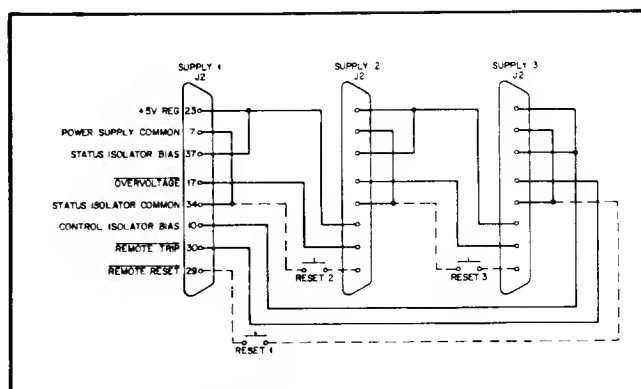 SUPPLY 1
J2
SUPPLY 2
J2
SUPPLY 3
J2
+5V REG 23
POWER SUPPLY COMMON 7
STATUS ISOLATOR BIAS 37
OVERVOLTAGE 17
STATUS ISOLATOR COMMON 34
CONTROL ISOLATOR BIAS 10
REMOTE TRIP 30
REMOTE RESET 29
RESET 2
RESET 3
RESET 1